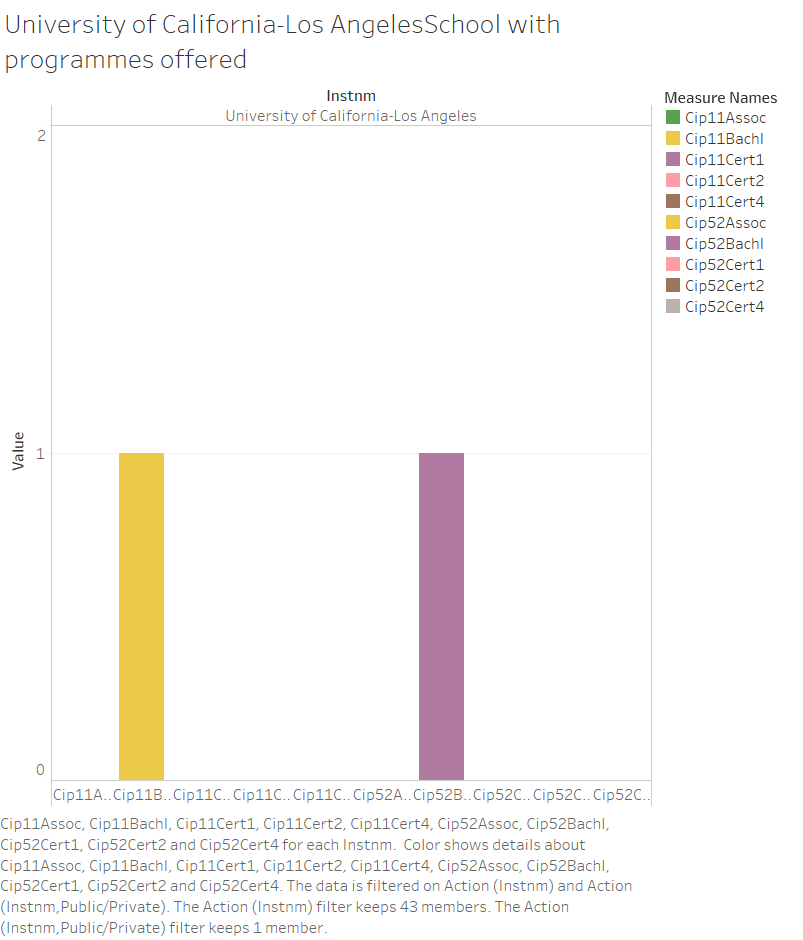 University of California-Los AngelesSchool with
programmes offered
Instnm
University of California-Los Angeles
2
1
0
Value
Cip11A.. Cip11B.. Cip11C.. Cip11C.. Cip11C.. Cip52A.. Cip52B.. Cip52C.. Cip52C.. Cip52C..
Measure Names
Cip11Assoc
Cip11Bachl
Cip11Cert1
Cip11Cert2
Cip11Cert4
Cip52Assoc
Cip52Bachl
Cip52Cert1
Cip52Cert2
Cip52Cert4
Cip11Assoc, Cip11Bachl, Cip11Cert1, Cip11Cert2, Cip11Cert4, Cip52Assoc, Cip52Bachl,
Cip52Cert1, Cip52Cert2 and Cip52Cert4 for each Instnm.  Color shows details about
Cip11Assoc, Cip11Bachl, Cip11Cert1, Cip11Cert2, Cip11Cert4, Cip52Assoc, Cip52Bachl,
Cip52Cert1, Cip52Cert2 and Cip52Cert4. The data is filtered on Action (Instnm) and Action
(Instnm,Public/Private). The Action (Instnm) filter keeps 43 members. The Action
(Instnm,Public/Private) filter keeps 1 member.